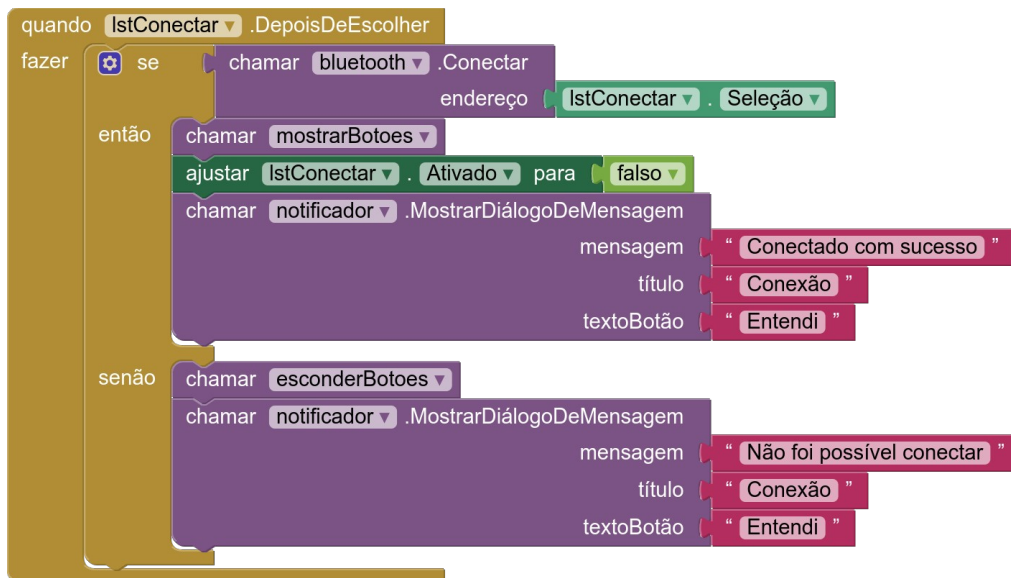 quando lstConectar .DepoisDeEscolher
fazer se chamar bluetooth .Conectar
endereço lstConectar . Seleção
então chamar mostrarBotoes
ajustar lstConectar . Ativado para falso
chamar notificador .MostrarDiálogoDeMensagem
mensagem “ Conectado com sucesso ”
título “ Conexão ”
textoBotão “ Entendi ”
senão chamar esconderBotoes
chamar notificador .MostrarDiálogoDeMensagem
mensagem “ Não foi possível conectar ”
título “ Conexão ”
textoBotão “ Entendi ”